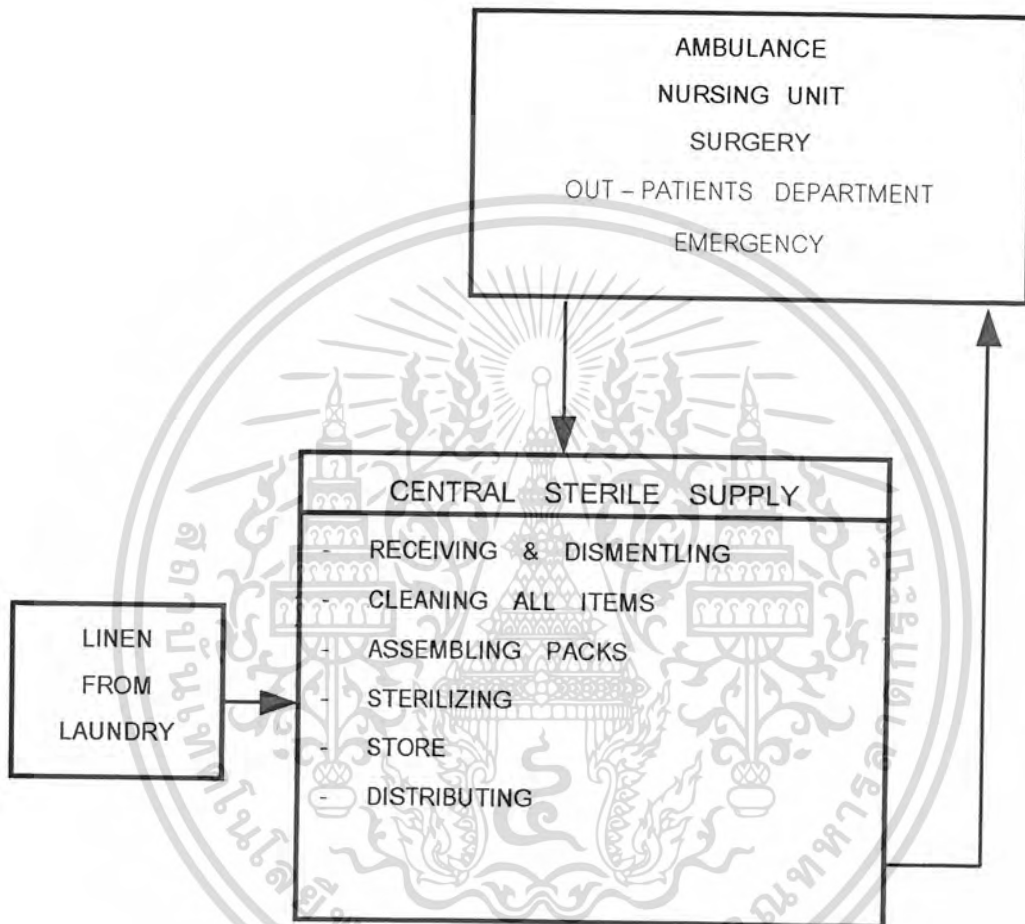 AMBULANCE
NURSING UNIT
SURGERY
OUT – PATIENTS DEPARTMENT
EMERGENCY
CENTRAL STERILE SUPPLY
- RECEIVING & DISMENTLING
- CLEANING ALL ITEMS
- ASSEMBLING PACKS
- STERILIZING
- STORE
- DISTRIBUTING
LINEN
FROM
LAUNDRY